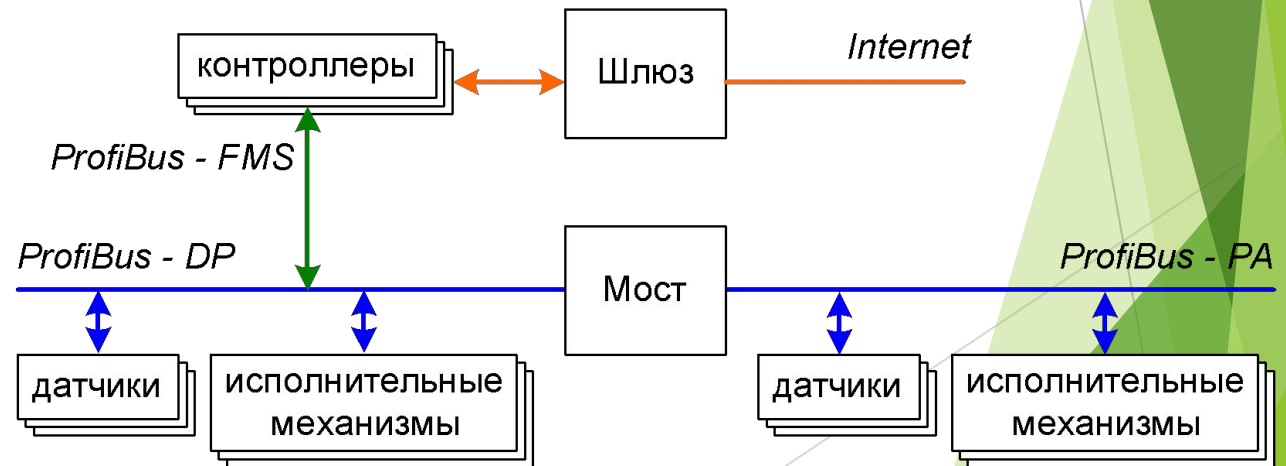 контроллеры
Шлюз
Internet
ProfiBus - FMS
ProfiBus - DP
Мост
ProfiBus - PA
датчики
исполнительные
механизмы
датчики
исполнительные
механизмы